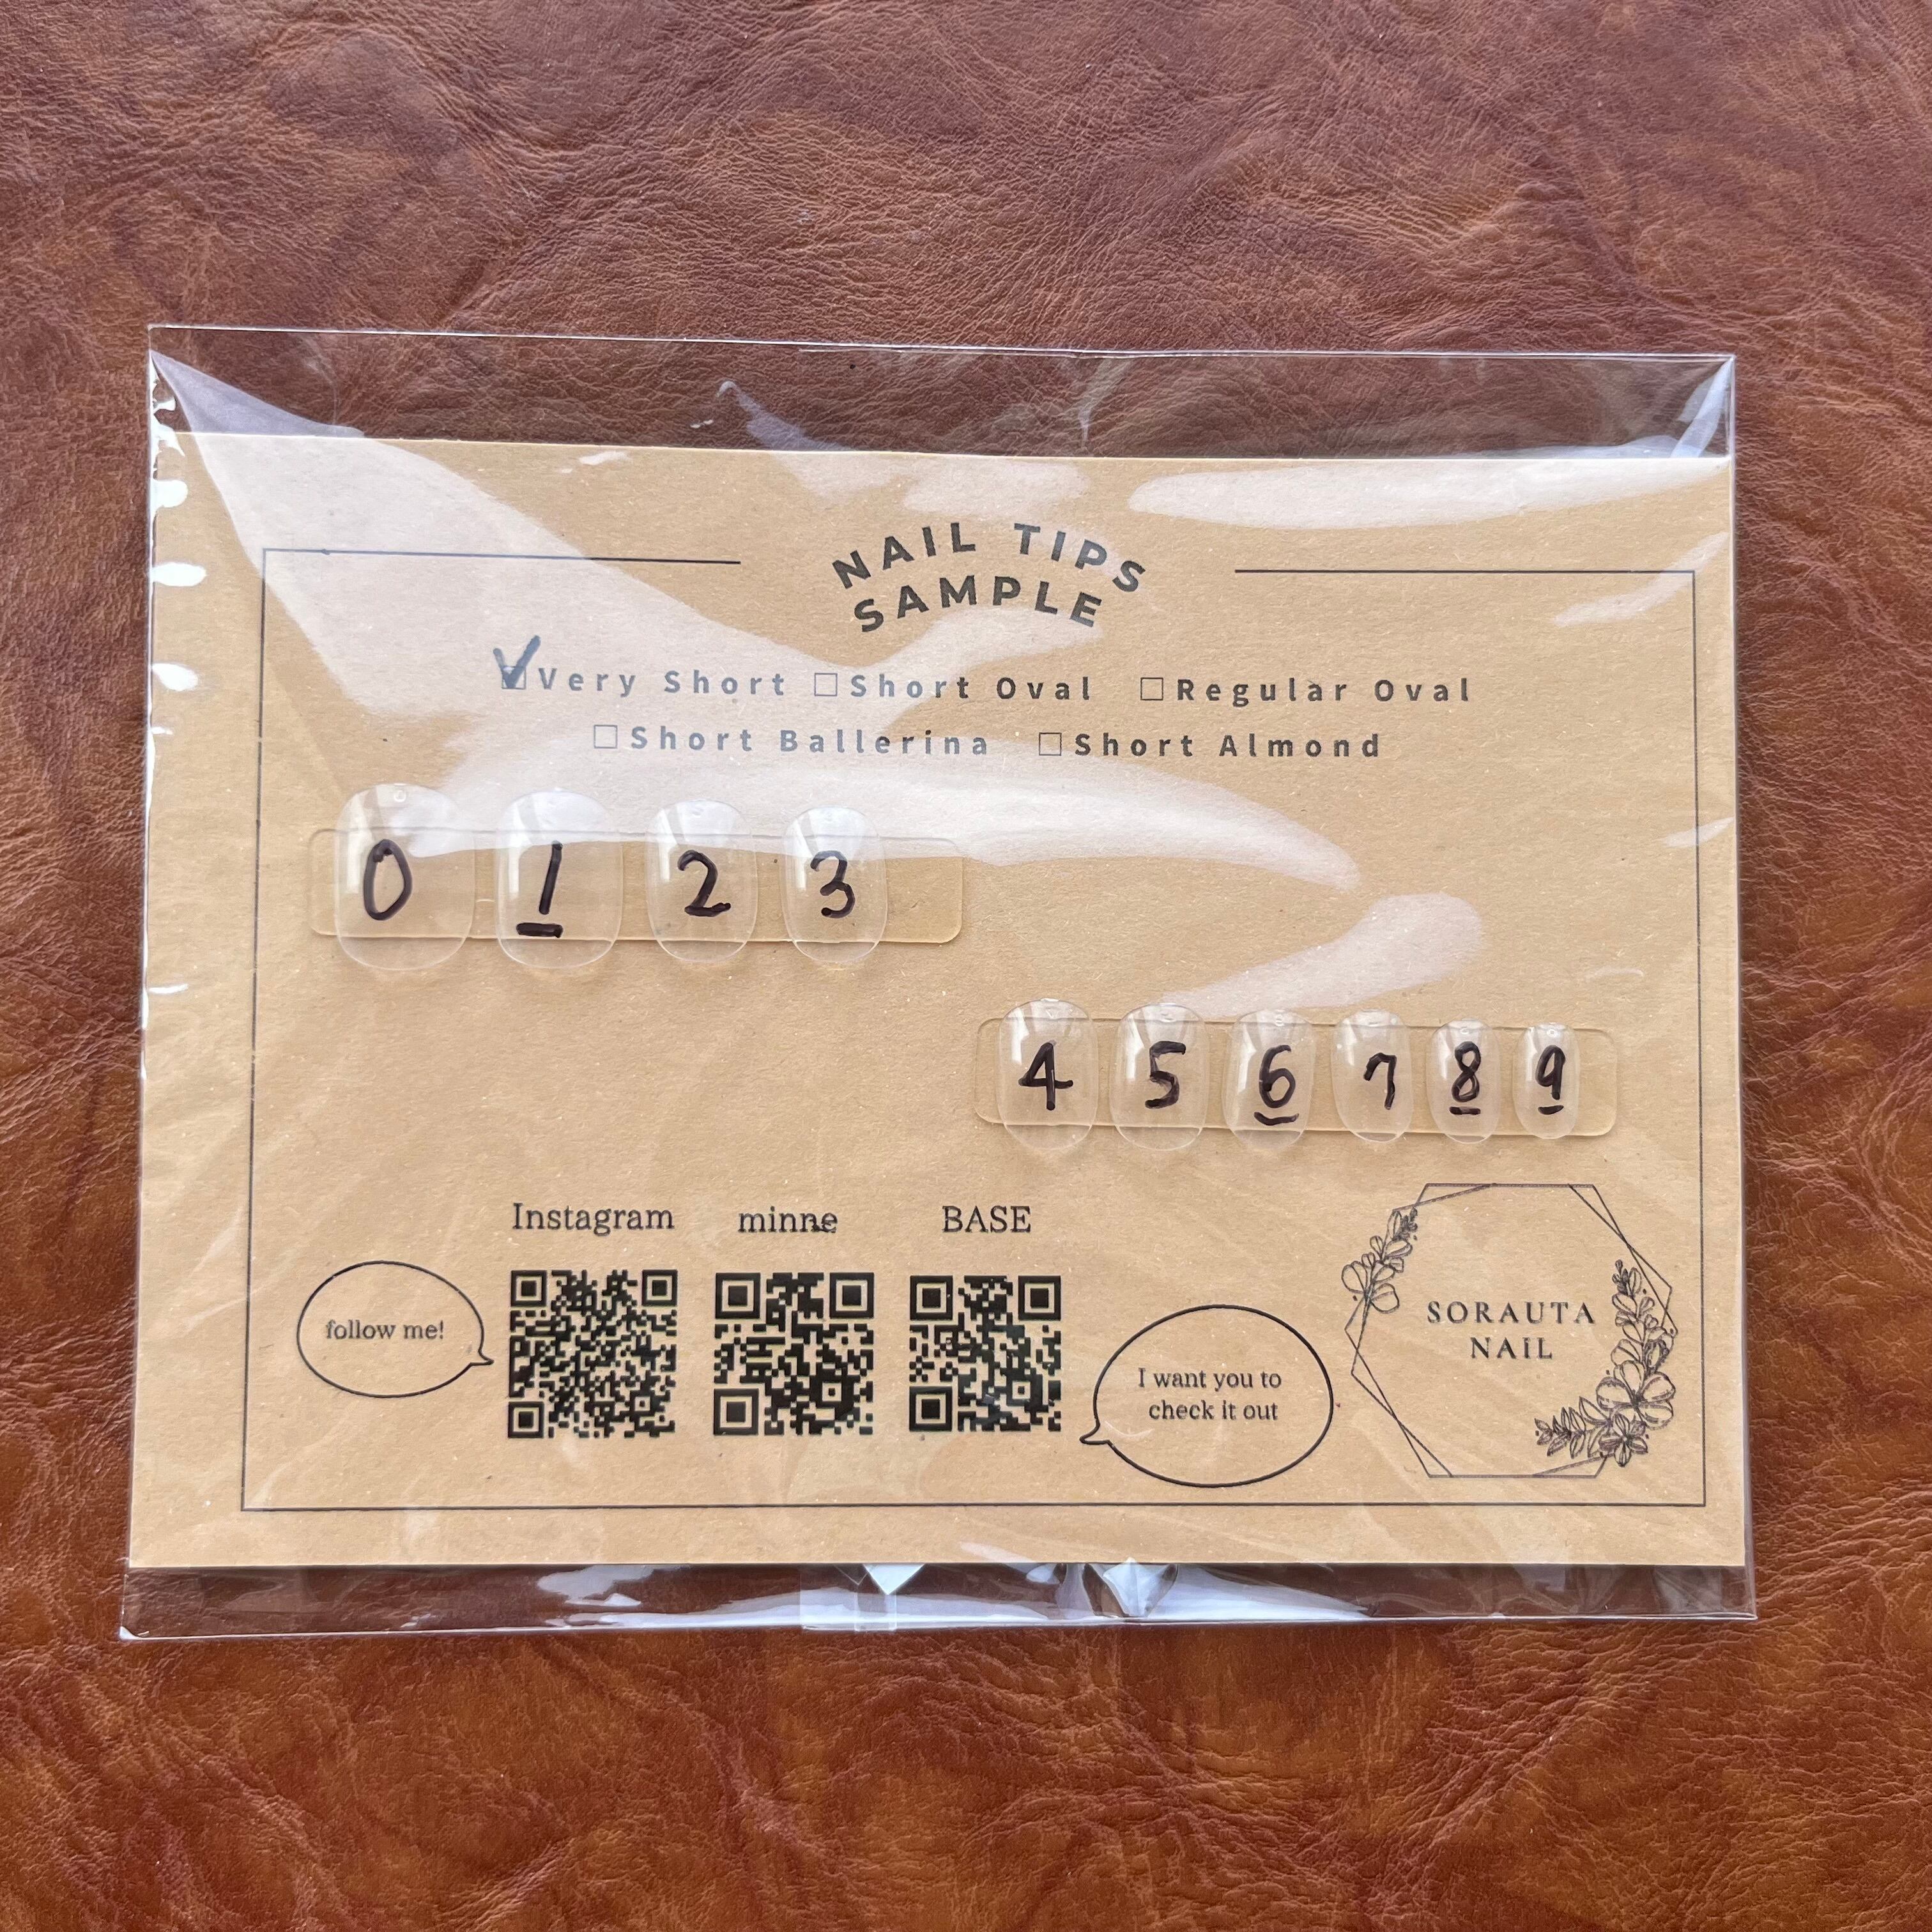 NAIL TIPS
SAMPLE
Very Short Short Oval Regular Oval
Short Ballerina Short Almond
0 1 2 3
4 5 6 7 8 9
Instagram minne BASE
follow me!
I want you to
check it out
SORAUTA
NAIL